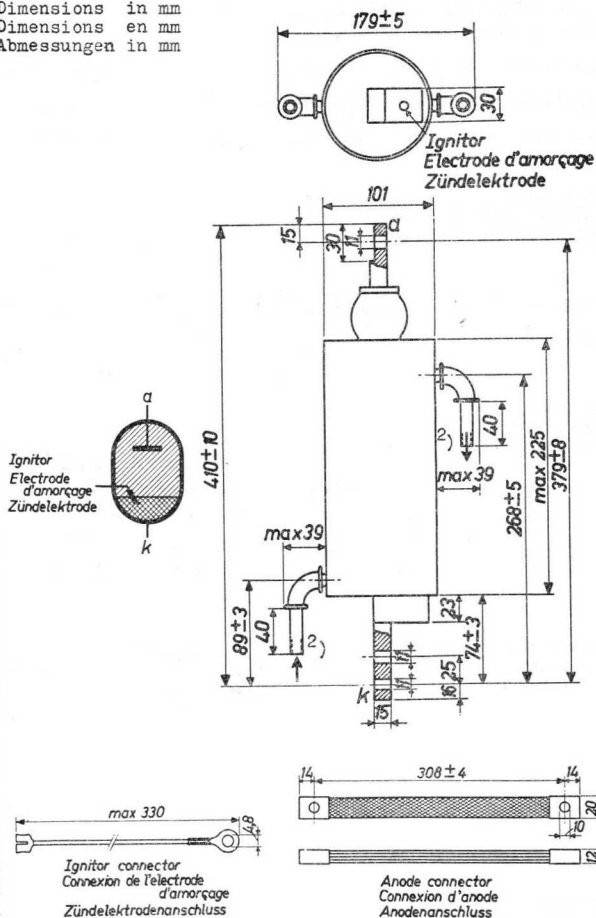 Dimensions in mm
Dimensions en mm
Abmessungen in mm
179±5
30
Ignitor
Electrode d'amorçage
Zündelektrode
101
15
30
11
a
410±10
40
2)
max 39
268±5
max 225
379±8
a
Ignitor
Electrode
d'amorçage
Zündelektrode
k
max 39
89±3
40
2)
23
74±3
11
25
11
16
k
15
max 330
4,8
Ignitor connector
Connexion de l'electrode
d'amorçage
Zündelektrodenanschluss
14
308±4
14
20
10
12
Anode connector
Connexion d'anode
Anodenanschluss